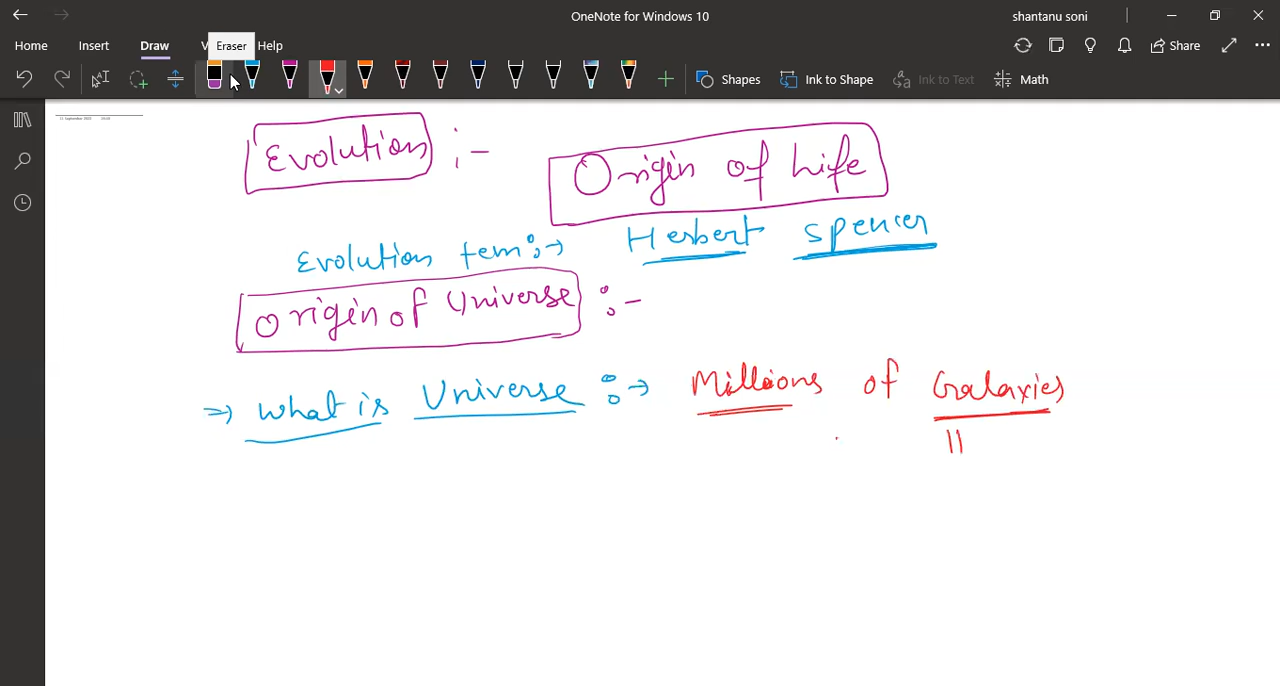 OneNote for Windows 10
shantanu soni
Home Insert Draw V Eraser Help
Share
Shapes Ink to Shape Ink to Text Math
Evolution :-
Origin of Life
Evolution tem :→ Herbert Spencer
Origin of Universe :-
⇒ what is Universe :→ Millions of Galaxies